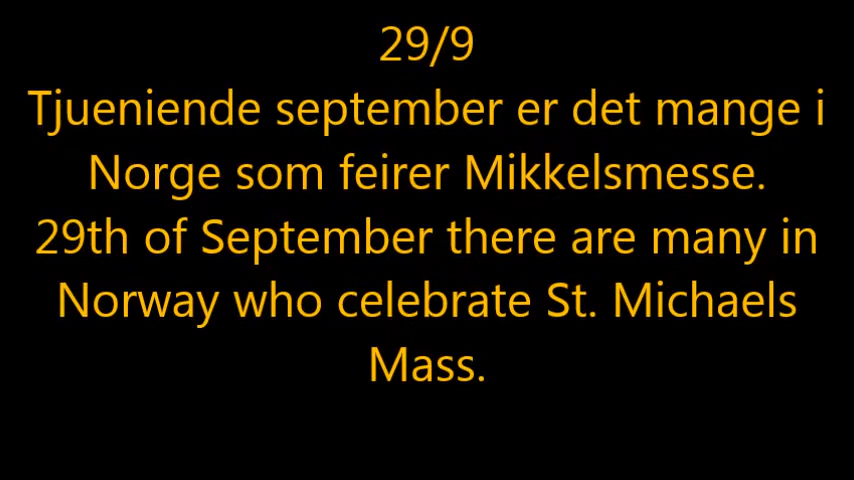 29/9
Tjueniende september er det mange i
Norge som feirer Mikkelsmesse.
29th of September there are many in
Norway who celebrate St. Michaels
Mass.